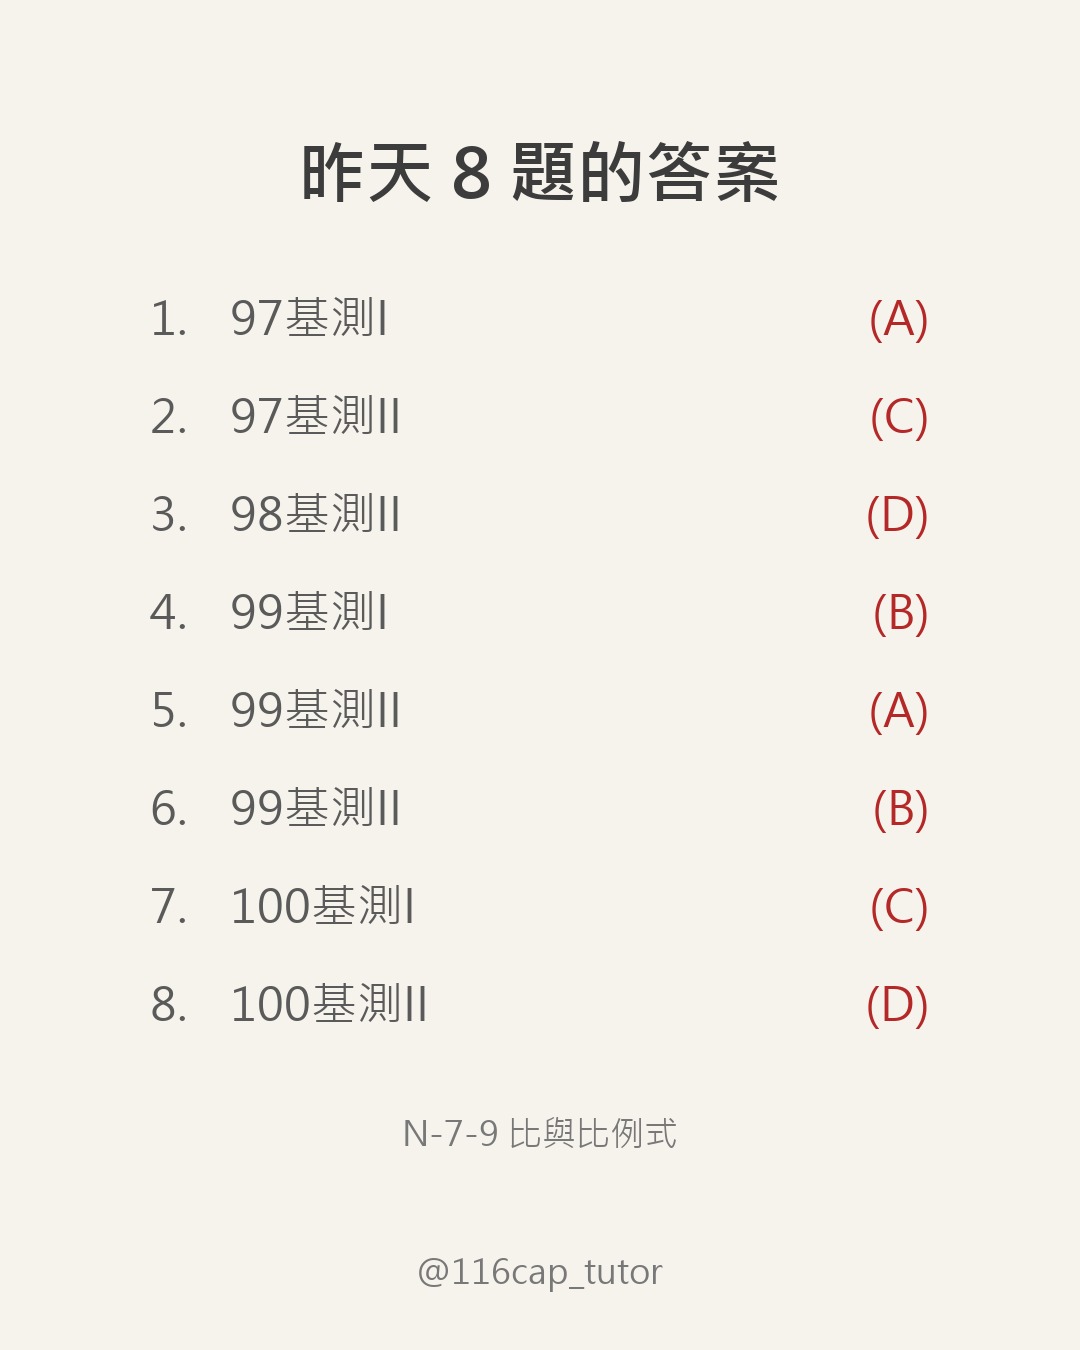 昨天 8 題的答案
1. 97基測I (A)
2. 97基測II (C)
3. 98基測II (D)
4. 99基測I (B)
5. 99基測II (A)
6. 99基測II (B)
7. 100基測I (C)
8. 100基測II (D)
N-7-9 比與比例式
@116cap_tutor